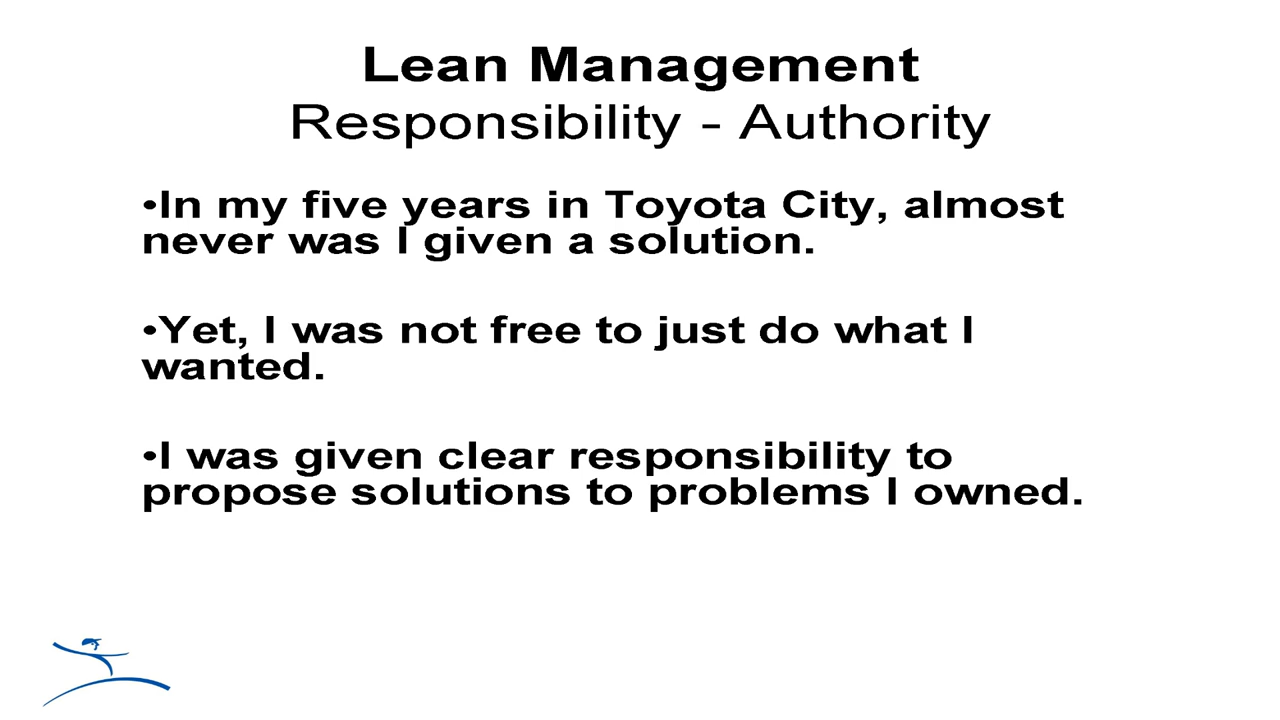 Lean Management
Responsibility - Authority
•In my five years in Toyota City, almost
never was I given a solution.
•Yet, I was not free to just do what I
wanted.
•I was given clear responsibility to
propose solutions to problems I owned.